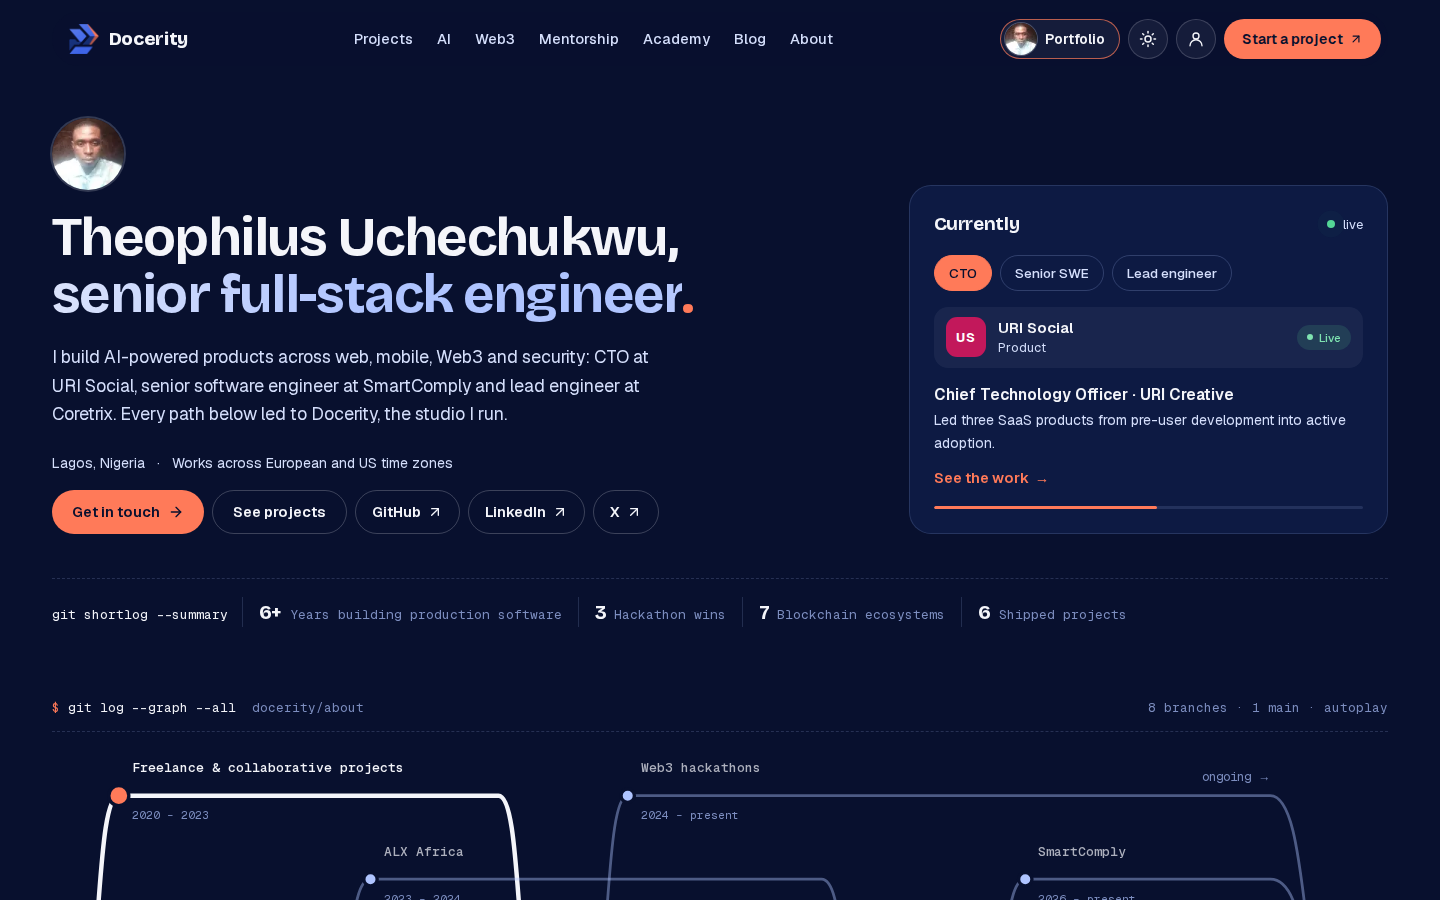 Docerity
Projects AI Web3 Mentorship Academy Blog About
Portfolio
Start a project
Theophilus Uchechukwu,
senior full-stack engineer.
I build AI-powered products across web, mobile, Web3 and security: CTO at
URI Social, senior software engineer at SmartComply and lead engineer at
Coretrix. Every path below led to Docerity, the studio I run.
Lagos, Nigeria · Works across European and US time zones
Get in touch → See projects GitHub ↗ LinkedIn ↗ X ↗
Currently
live
CTO Senior SWE Lead engineer
US
URI Social
Product
Live
Chief Technology Officer · URI Creative
Led three SaaS products from pre-user development into active
adoption.
See the work →
git shortlog --summary 6+ Years building production software 3 Hackathon wins 7 Blockchain ecosystems 6 Shipped projects
$ git log --graph --all docerity/about
8 branches · 1 main · autoplay
Freelance & collaborative projects
2020 – 2023
Web3 hackathons
2024 – present
ongoing →
ALX Africa
2023 – 2024
SmartComply
2026 – present